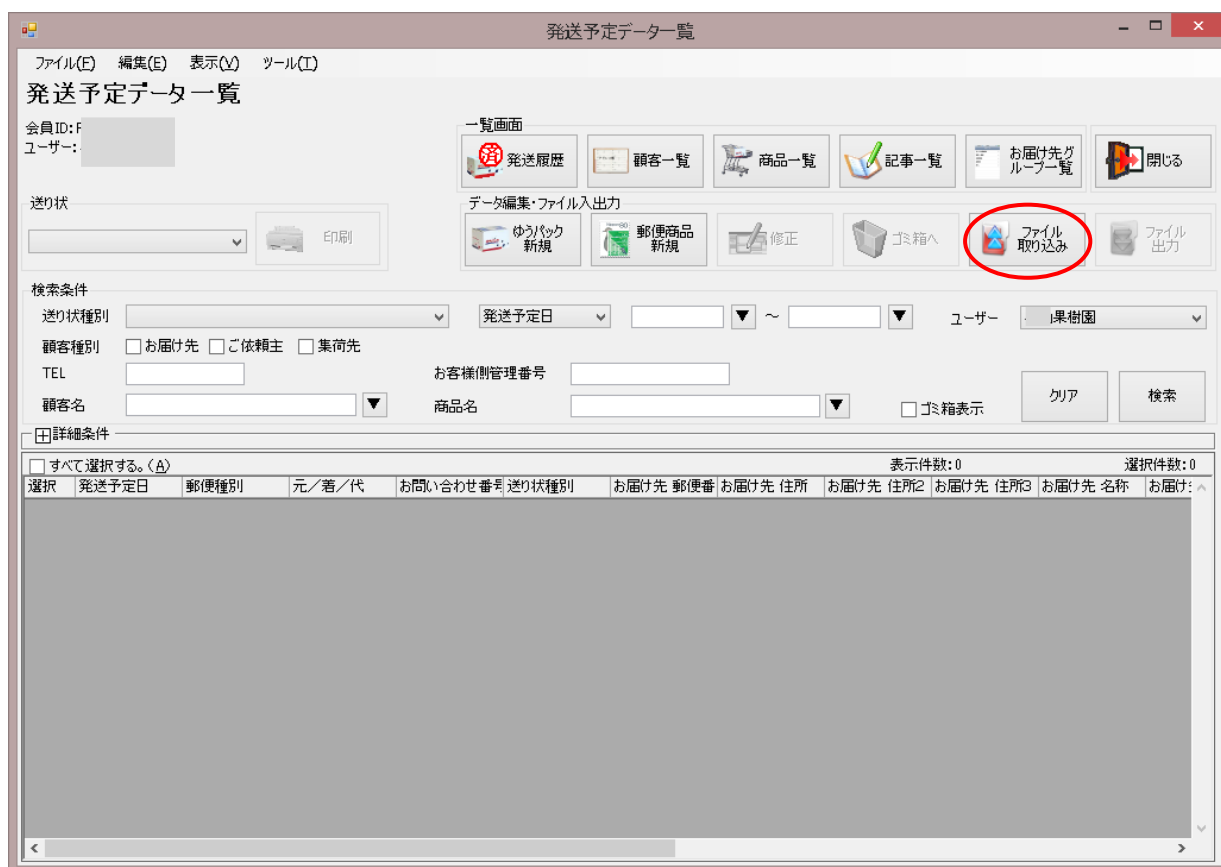 発送予定データ一覧
ファイル(F) 編集(E) 表示(V) ツール(T)
発送予定データ一覧
会員ID:F
ユーザー:
一覧画面
済 発送履歴 顧客一覧 商品一覧 記事一覧 お届け先グ
ループ一覧 閉じる
送り状
印刷
データ編集・ファイル入出力
ゆうパック
新規
郵便商品
新規
修正
ゴミ箱へ
ファイル
取り込み
ファイル
出力
検索条件
送り状種別 発送予定日 ～ ユーザー 果樹園
顧客種別 お届け先 ご依頼主 集荷先
TEL お客様側管理番号
顧客名 商品名 ゴミ箱表示 クリア 検索
詳細条件
すべて選択する。(A) 表示件数:0 選択件数:0
選択 発送予定日 郵便種別 元／着／代 お問い合わせ番号 送り状種別 お届け先 郵便番 お届け先 住所 お届け先 住所2 お届け先 住所3 お届け先 名称 お届け